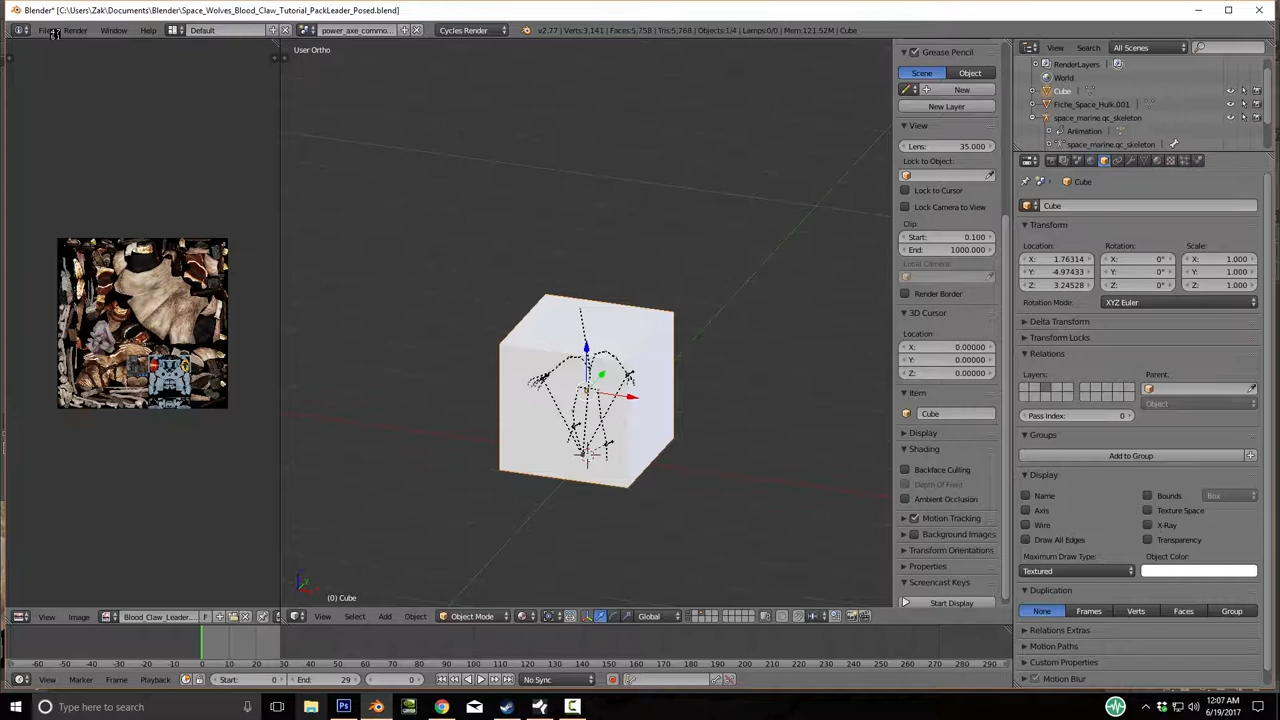 Blender* [C:\Users\Zak\Documents\Blender\Space_Wolves_Blood_Claw_Tutorial_PackLeader_Posed.blend]
File Render Window Help Default power_axe_commo... Cycles Render v2.77 | Verts:3,141 | Faces:5,758 | Tris:5,768 | Objects:1/4 | Lamps:0/0 | Mem:121.52M | Cube
User Ortho
Grease Pencil
Scene Object
New
New Layer
View
Lens: 35.000
Lock to Object:
Lock to Cursor
Lock Camera to View
Clip:
Start: 0.100
End: 1000.000
Local Camera:
Render Border
3D Cursor
Location:
X: 0.00000
Y: 0.00000
Z: 0.00000
Item
Cube
Display
Shading
Backface Culling
Depth Of Field
Ambient Occlusion
Motion Tracking
Background Images
Transform Orientations
Properties
Screencast Keys
Start Display
View Search All Scenes
RenderLayers
World
Cube
Fiche_Space_Hulk.001
space_marine.qc_skeleton
Animation
space_marine.qc_skeleton
Cube
Cube
Transform
Location: Rotation: Scale:
X: 1.76314 X: 0° X: 1.000
Y: -4.97433 Y: 0° Y: 1.000
Z: 3.24528 Z: 0° Z: 1.000
Rotation Mode: XYZ Euler
Delta Transform
Transform Locks
Relations
Layers: Parent:
Pass Index: 0 Object
Groups
Add to Group
Display
Name Bounds Box
Axis Texture Space
Wire X-Ray
Draw All Edges Transparency
Maximum Draw Type: Object Color:
Textured
Duplication
None Frames Verts Faces Group
Relations Extras
Motion Paths
Custom Properties
Motion Blur
(0) Cube
View Image Blood_Claw_Leader... F
View Select Add Object Object Mode Global
-60 -50 -40 -30 -20 -10 0 10 20 30 40 50 60 70 80 90 100 110 120 130 140 150 160 170 180 190 200 210 220 230 240 250 260 270 280 290
View Marker Frame Playback Start: 0 End: 29 0 No Sync
Type here to search
12:07 AM
6/19/2017